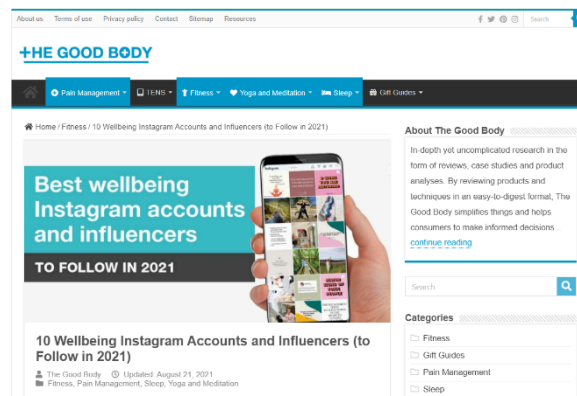 About us Terms of use Privacy policy Contact Sitemap Resources Search
+HE GOOD BODY
Pain Management TENS Fitness Yoga and Meditation Sleep Gift Guides
Home / Fitness / 10 Wellbeing Instagram Accounts and Influencers (to Follow in 2021)
Best wellbeing
Instagram accounts
and influencers
TO FOLLOW IN 2021
10 Wellbeing Instagram Accounts and Influencers (to
Follow in 2021)
The Good Body Updated: August 21, 2021
Fitness, Pain Management, Sleep, Yoga and Meditation
About The Good Body
In-depth yet uncomplicated research in the
form of reviews, case studies and product
analyses. By reviewing products and
techniques in an easy-to-digest format, The
Good Body simplifies things and helps
consumers to make informed decisions...
continue reading
Search
Categories
Fitness
Gift Guides
Pain Management
Sleep